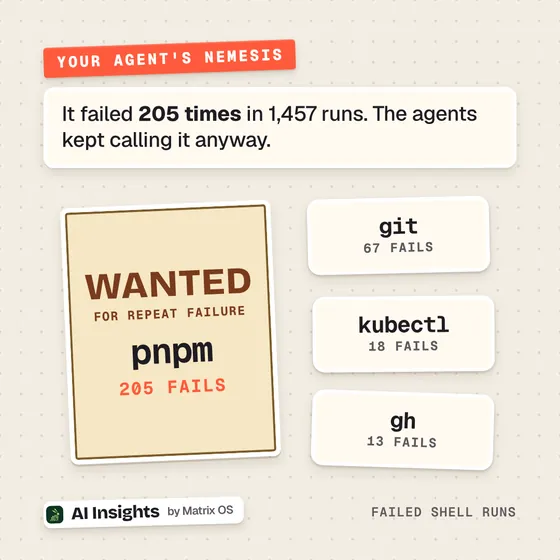 YOUR AGENT'S NEMESIS
It failed 205 times in 1,457 runs. The agents
kept calling it anyway.
WANTED
FOR REPEAT FAILURE
pnpm
205 FAILS
git
67 FAILS
kubectl
18 FAILS
gh
13 FAILS
AI Insights by Matrix OS
FAILED SHELL RUNS